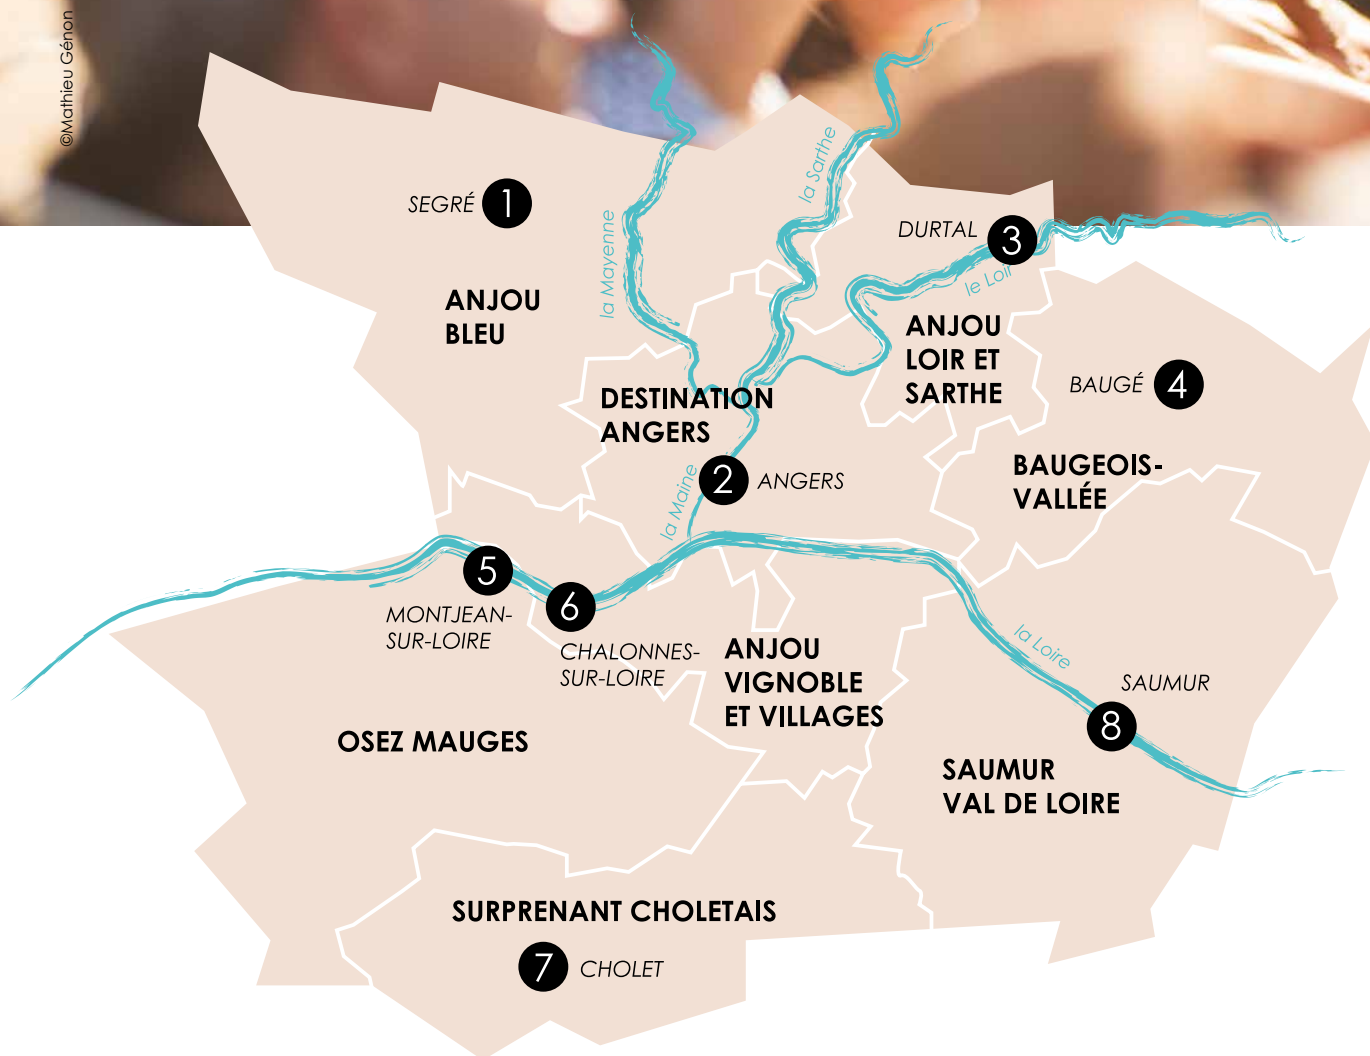 ©Mathieu Génon
la Sarthe
SEGRÉ 1
la Mayenne
DURTAL 3
le Loir
ANJOU
BLEU
ANJOU
LOIR ET
SARTHE
BAUGÉ 4
DESTINATION
ANGERS
BAUGEOIS-
VALLÉE
2 ANGERS
la Maine
5
MONTJEAN-
SUR-LOIRE
6
CHALONNES-
SUR-LOIRE
ANJOU
VIGNOBLE
ET VILLAGES
la Loire
SAUMUR
8
OSEZ MAUGES
SAUMUR
VAL DE LOIRE
SURPRENANT CHOLETAIS
7 CHOLET